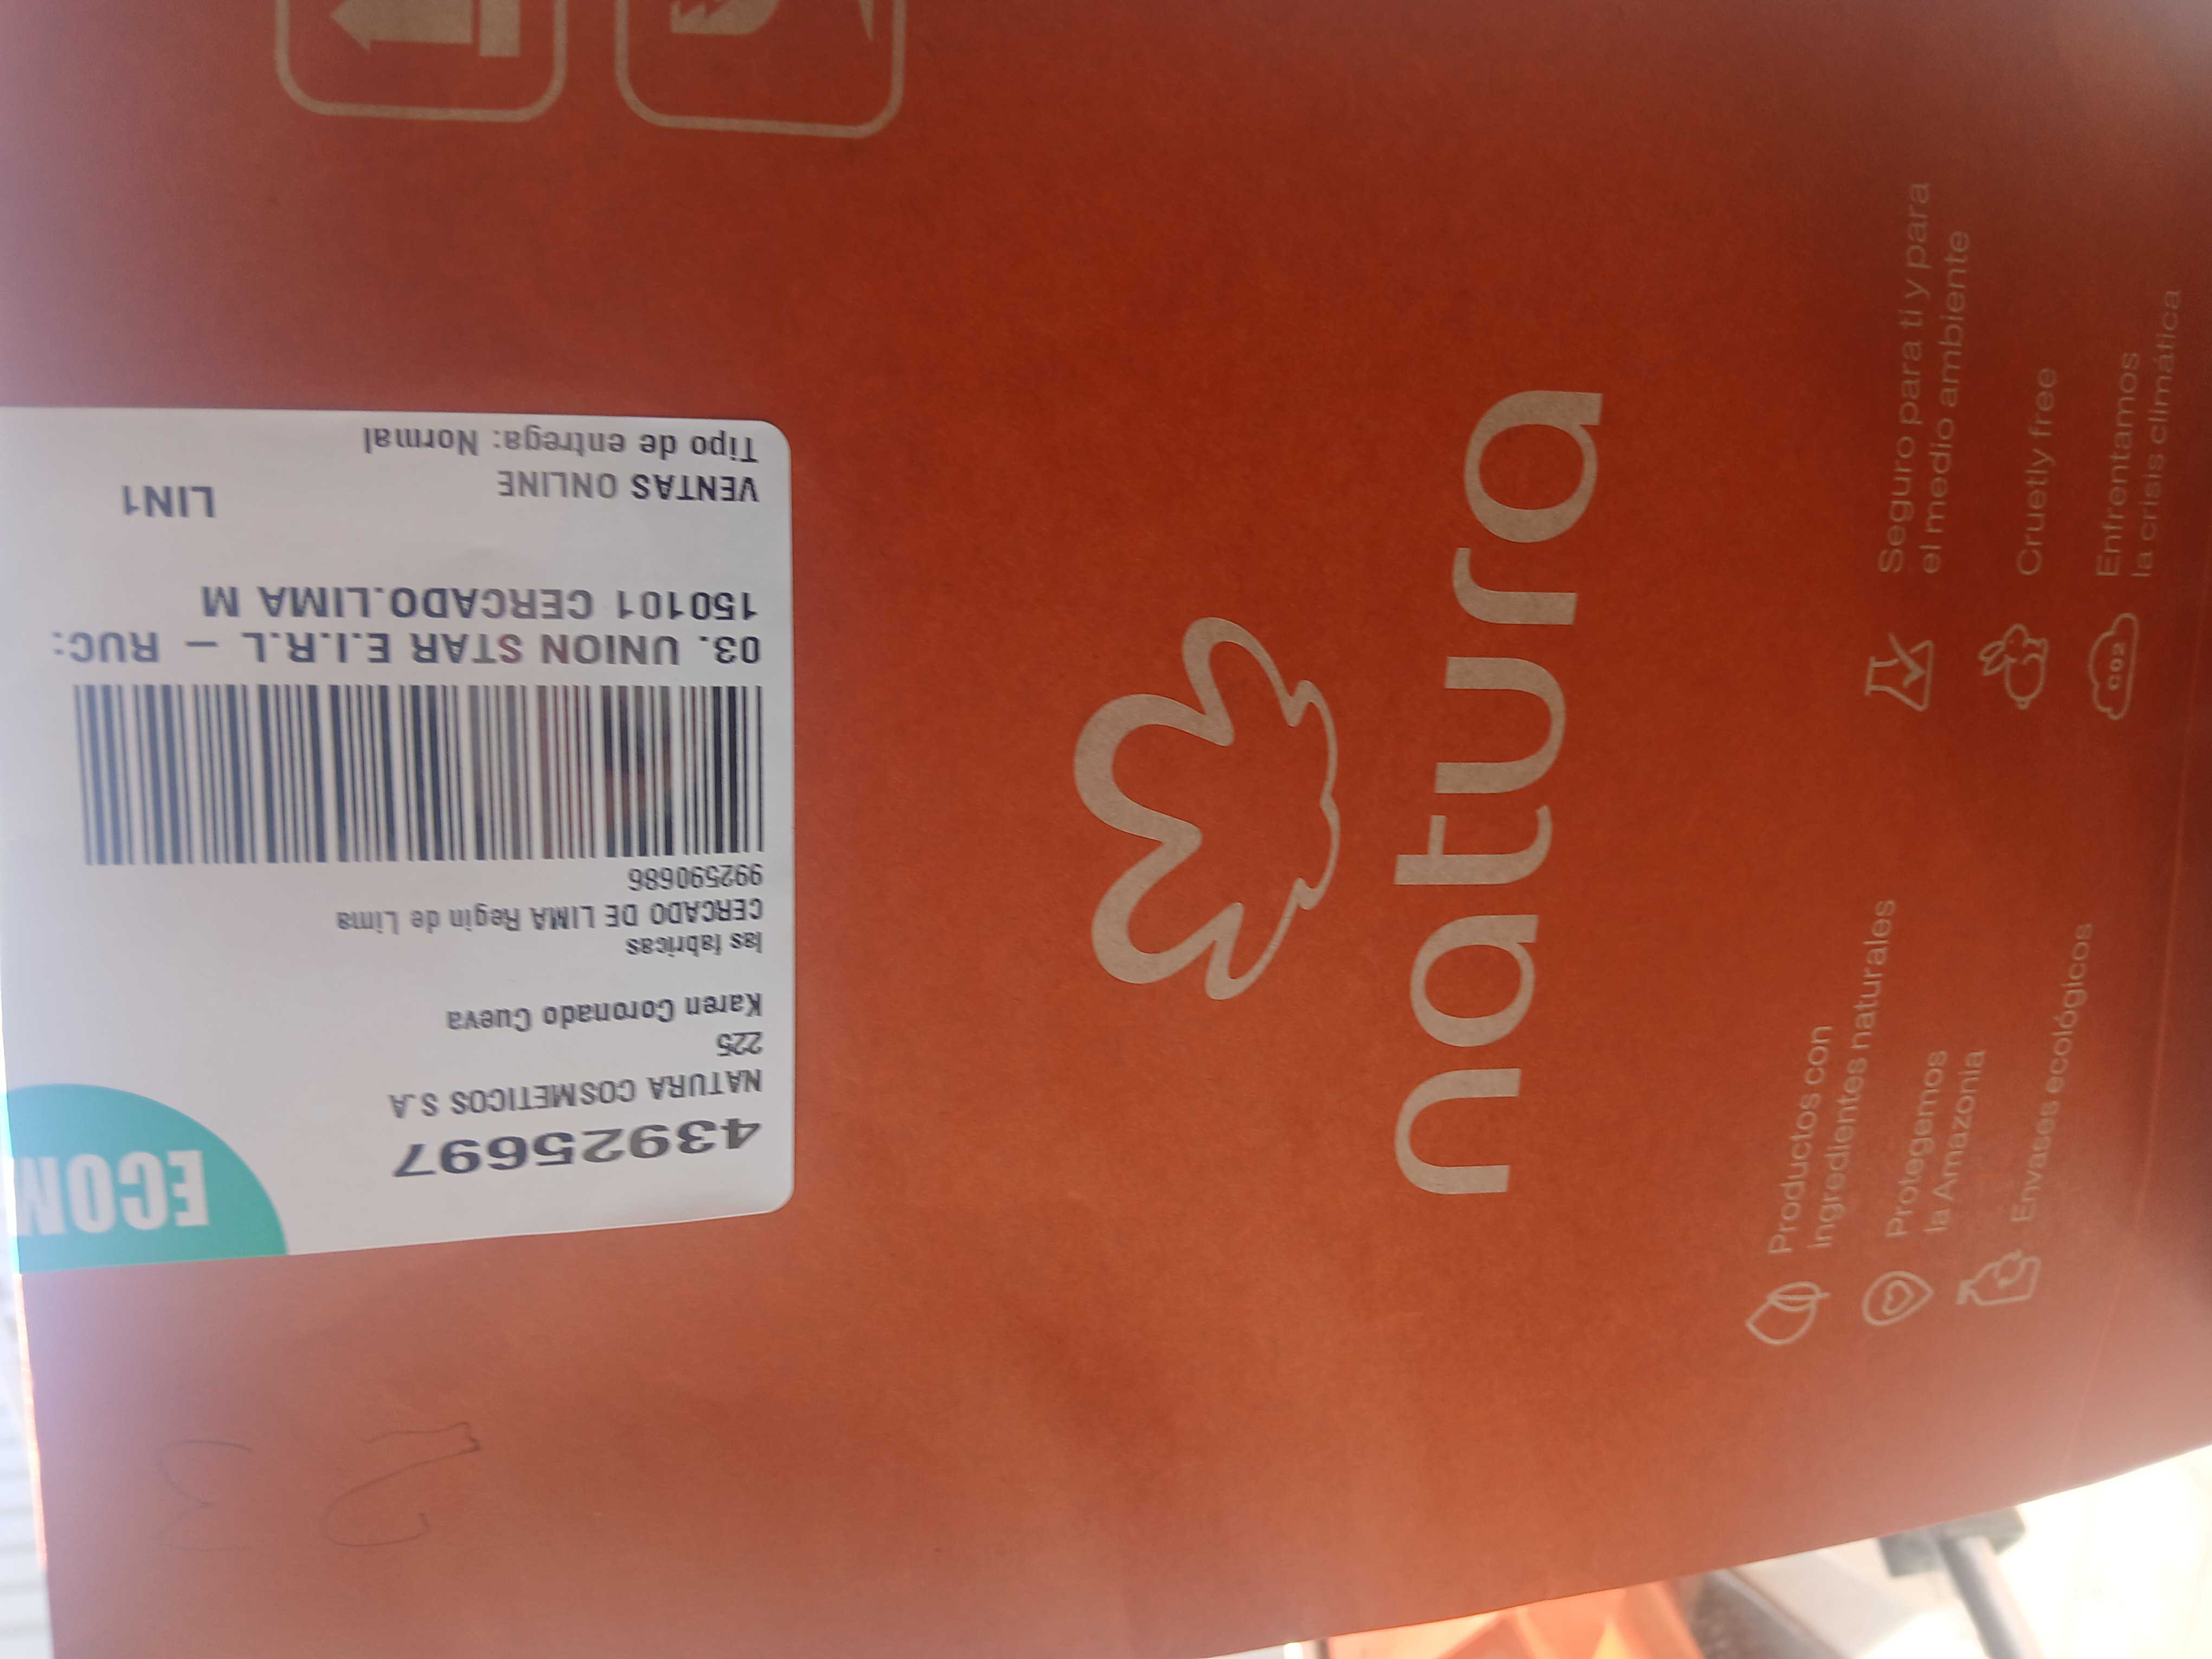 43925697
ECOM
NATURA COSMETICOS S.A
225
Karen Coronado Cueva
las fabricas
CERCADO DE LIMA Regin de Lima
992590686
03. UNION STAR E.I.R.L - RUC:
150101 CERCADO.LIMA M
VENTAS ONLINE
LIN1
Tipo de entrega: Normal
natura
Productos con
ingredientes naturales
Protegemos
la Amazonia
Envases ecológicos
Seguro para ti y para
el medio ambiente
Cruetly free
CO2
Enfrentamos
la crisis climática
23